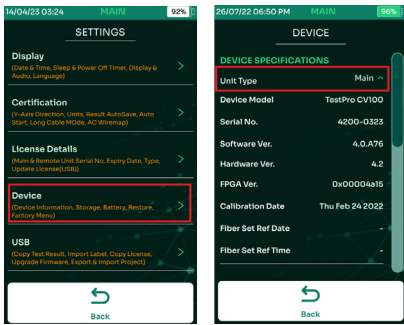 14/04/23 03:24 MAIN 92%
SETTINGS
Display
(Date & Time, Sleep & Power Off Timer, Display &
Audio, Language)
Certification
(Y-Axis Direction, Units, Result AutoSave, Auto
Start, Long Cable MOde, AC Wiremap)
License Details
(Main & Remote Unit Serial No, Expiry Date, Type,
Update License(USB))
Device
(Device Information, Storage, Battery, Restore,
Factory Menu)
USB
(Copy Test Result, Import Label, Copy License,
Upgrade Firmware, Export & Import Project)
Back
26/07/22 06:50 PM MAIN 96%
DEVICE
DEVICE SPECIFICATIONS
Unit Type Main
Device Model TestPro CV100
Serial No. 4200-0323
Software Ver. 4.0.A76
Hardware Ver. 4.2
FPGA Ver. 0x00004a15
Calibration Date Thu Feb 24 2022
Fiber Set Ref Date -
Fiber Set Ref Time -
Back